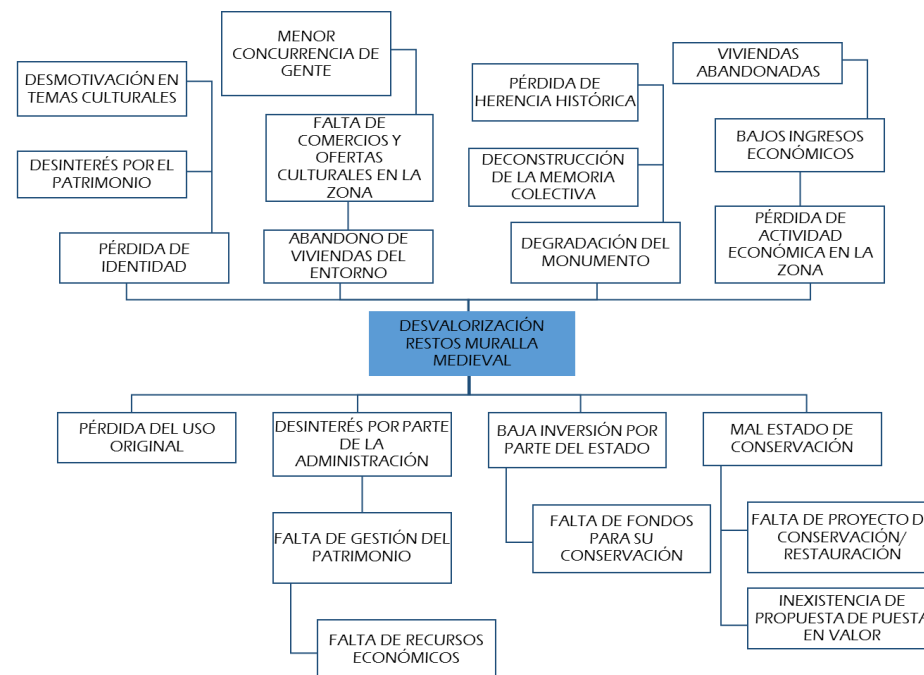 MENOR
CONCURRENCIA DE
GENTE
VIVIENDAS
ABANDONADAS
DESMOTIVACIÓN EN
TEMAS CULTURALES
PÉRDIDA DE
HERENCIA HISTÓRICA
FALTA DE
COMERCIOS Y
OFERTAS
CULTURALES EN LA
ZONA
BAJOS INGRESOS
ECONÓMICOS
DESINTERÉS POR EL
PATRIMONIO
DECONSTRUCCIÓN
DE LA MEMORIA
COLECTIVA
PÉRDIDA DE
IDENTIDAD
ABANDONO DE
VIVIENDAS DEL
ENTORNO
DEGRADACIÓN DEL
MONUMENTO
PÉRDIDA DE
ACTIVIDAD
ECONÓMICA EN LA
ZONA
DESVALORIZACIÓN
RESTOS MURALLA
MEDIEVAL
PÉRDIDA DEL USO
ORIGINAL
DESINTERÉS POR PARTE
DE LA
ADMINISTRACIÓN
BAJA INVERSIÓN POR
PARTE DEL ESTADO
MAL ESTADO DE
CONSERVACIÓN
FALTA DE GESTIÓN DEL
PATRIMONIO
FALTA DE FONDOS
PARA SU
CONSERVACIÓN
FALTA DE PROYECTO D
CONSERVACIÓN/
RESTAURACIÓN
INEXISTENCIA DE
PROPUESTA DE PUESTA
EN VALOR
FALTA DE RECURSOS
ECONÓMICOS